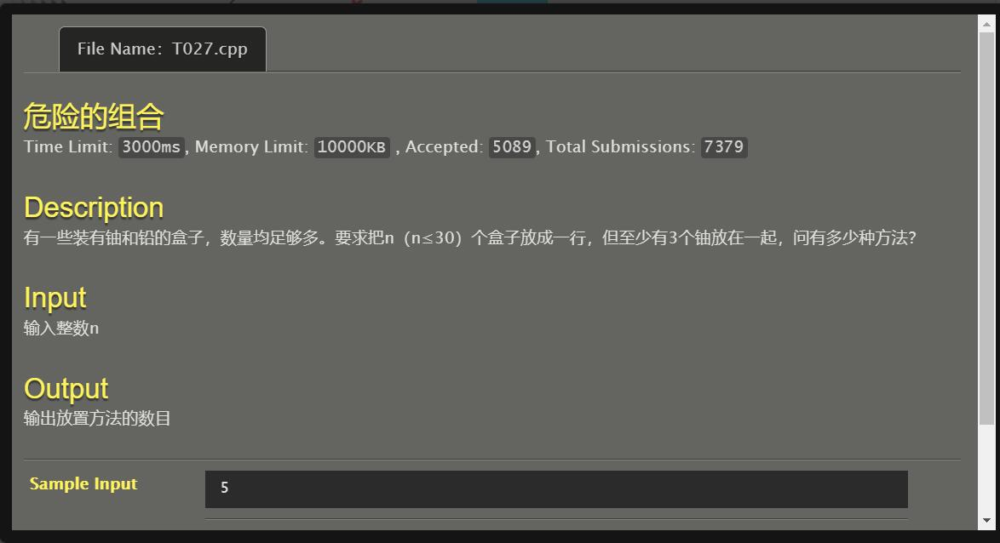 File Name：T027.cpp
危险的组合
Time Limit: 3000ms, Memory Limit: 10000KB , Accepted: 5089, Total Submissions: 7379
Description
有一些装有铀和铅的盒子，数量均足够多。要求把n（n≤30）个盒子放成一行，但至少有3个铀放在一起，问有多少种方法？
Input
输入整数n
Output
输出放置方法的数目
Sample Input
5